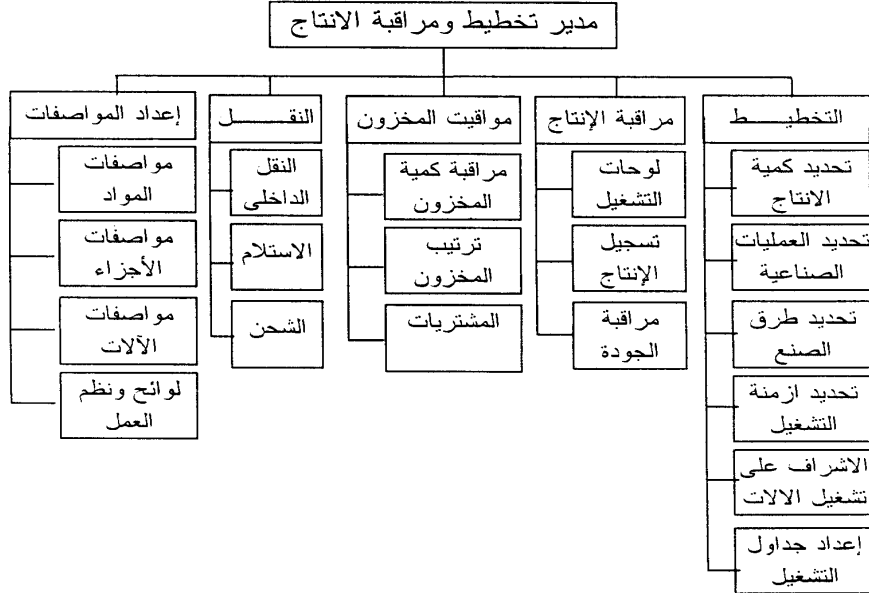 مدير تخطيط ومراقبة الانتاج
التخطيـــــط
تحديد كمية
الانتاج
تحديد العمليات
الصناعية
تحديد طرق
الصنع
تحديد ازمنة
التشغيل
الاشراف على
تشغيل الالات
إعداد جداول
التشغيل
مراقبة الإنتاج
لوحات
التشغيل
تسجيل
الإنتاج
مراقبة
الجودة
مواقيت المخزون
مراقبة كمية
المخزون
ترتيب
المخزون
المشتريات
النقـــــل
النقل
الداخلى
الاستلام
الشحن
إعداد المواصفات
مواصفات
المواد
مواصفات
الأجزاء
مواصفات
الآلات
لوائح ونظم
العمل